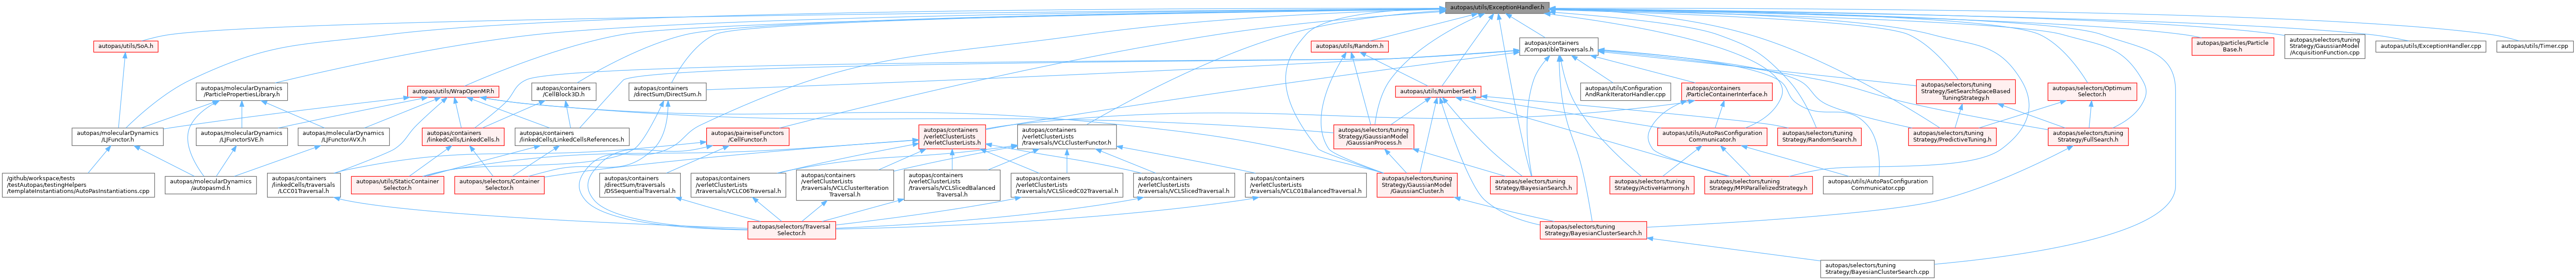 autopas/utils/ExceptionHandler.h
autopas/utils/SoA.h
autopas/utils/Random.h
autopas/containers
/CompatibleTraversals.h
autopas/particles/Particle
Base.h
autopas/selectors/tuning
Strategy/GaussianModel
/AcquisitionFunction.cpp
autopas/utils/ExceptionHandler.cpp
autopas/utils/Timer.cpp
autopas/molecularDynamics
/ParticlePropertiesLibrary.h
autopas/utils/WrapOpenMP.h
autopas/containers
/CellBlock3D.h
autopas/containers
/directSum/DirectSum.h
autopas/utils/NumberSet.h
autopas/utils/Configuration
AndRankIteratorHandler.cpp
autopas/containers
/ParticleContainerInterface.h
autopas/selectors/tuning
Strategy/SetSearchSpaceBased
TuningStrategy.h
autopas/selectors/Optimum
Selector.h
autopas/molecularDynamics
/LJFunctor.h
autopas/molecularDynamics
/LJFunctorSVE.h
autopas/molecularDynamics
/LJFunctorAVX.h
autopas/containers
/linkedCells/LinkedCells.h
autopas/containers
/linkedCells/LinkedCellsReferences.h
autopas/pairwiseFunctors
/CellFunctor.h
autopas/containers
/verletClusterLists
/VerletClusterLists.h
autopas/containers
/verletClusterLists
/traversals/VCLClusterFunctor.h
autopas/selectors/tuning
Strategy/GaussianModel
/GaussianProcess.h
autopas/utils/AutoPasConfiguration
Communicator.h
autopas/selectors/tuning
Strategy/RandomSearch.h
autopas/selectors/tuning
Strategy/PredictiveTuning.h
autopas/selectors/tuning
Strategy/FullSearch.h
/github/workspace/tests
/testAutopas/testingHelpers
/templateInstantiations/AutoPasInstantiations.cpp
autopas/molecularDynamics
/autopasmd.h
autopas/containers
/linkedCells/traversals
/LCC01Traversal.h
autopas/utils/StaticContainer
Selector.h
autopas/selectors/Container
Selector.h
autopas/containers
/directSum/traversals
/DSSequentialTraversal.h
autopas/containers
/verletClusterLists
/traversals/VCLC06Traversal.h
autopas/containers
/verletClusterLists
/traversals/VCLClusterIteration
Traversal.h
autopas/containers
/verletClusterLists
/traversals/VCLSlicedBalanced
Traversal.h
autopas/containers
/verletClusterLists
/traversals/VCLSlicedC02Traversal.h
autopas/containers
/verletClusterLists
/traversals/VCLSlicedTraversal.h
autopas/containers
/verletClusterLists
/traversals/VCLC01BalancedTraversal.h
autopas/selectors/tuning
Strategy/GaussianModel
/GaussianCluster.h
autopas/selectors/tuning
Strategy/BayesianSearch.h
autopas/selectors/tuning
Strategy/ActiveHarmony.h
autopas/selectors/tuning
Strategy/MPIParallelizedStrategy.h
autopas/utils/AutoPasConfiguration
Communicator.cpp
autopas/selectors/Traversal
Selector.h
autopas/selectors/tuning
Strategy/BayesianClusterSearch.h
autopas/selectors/tuning
Strategy/BayesianClusterSearch.cpp